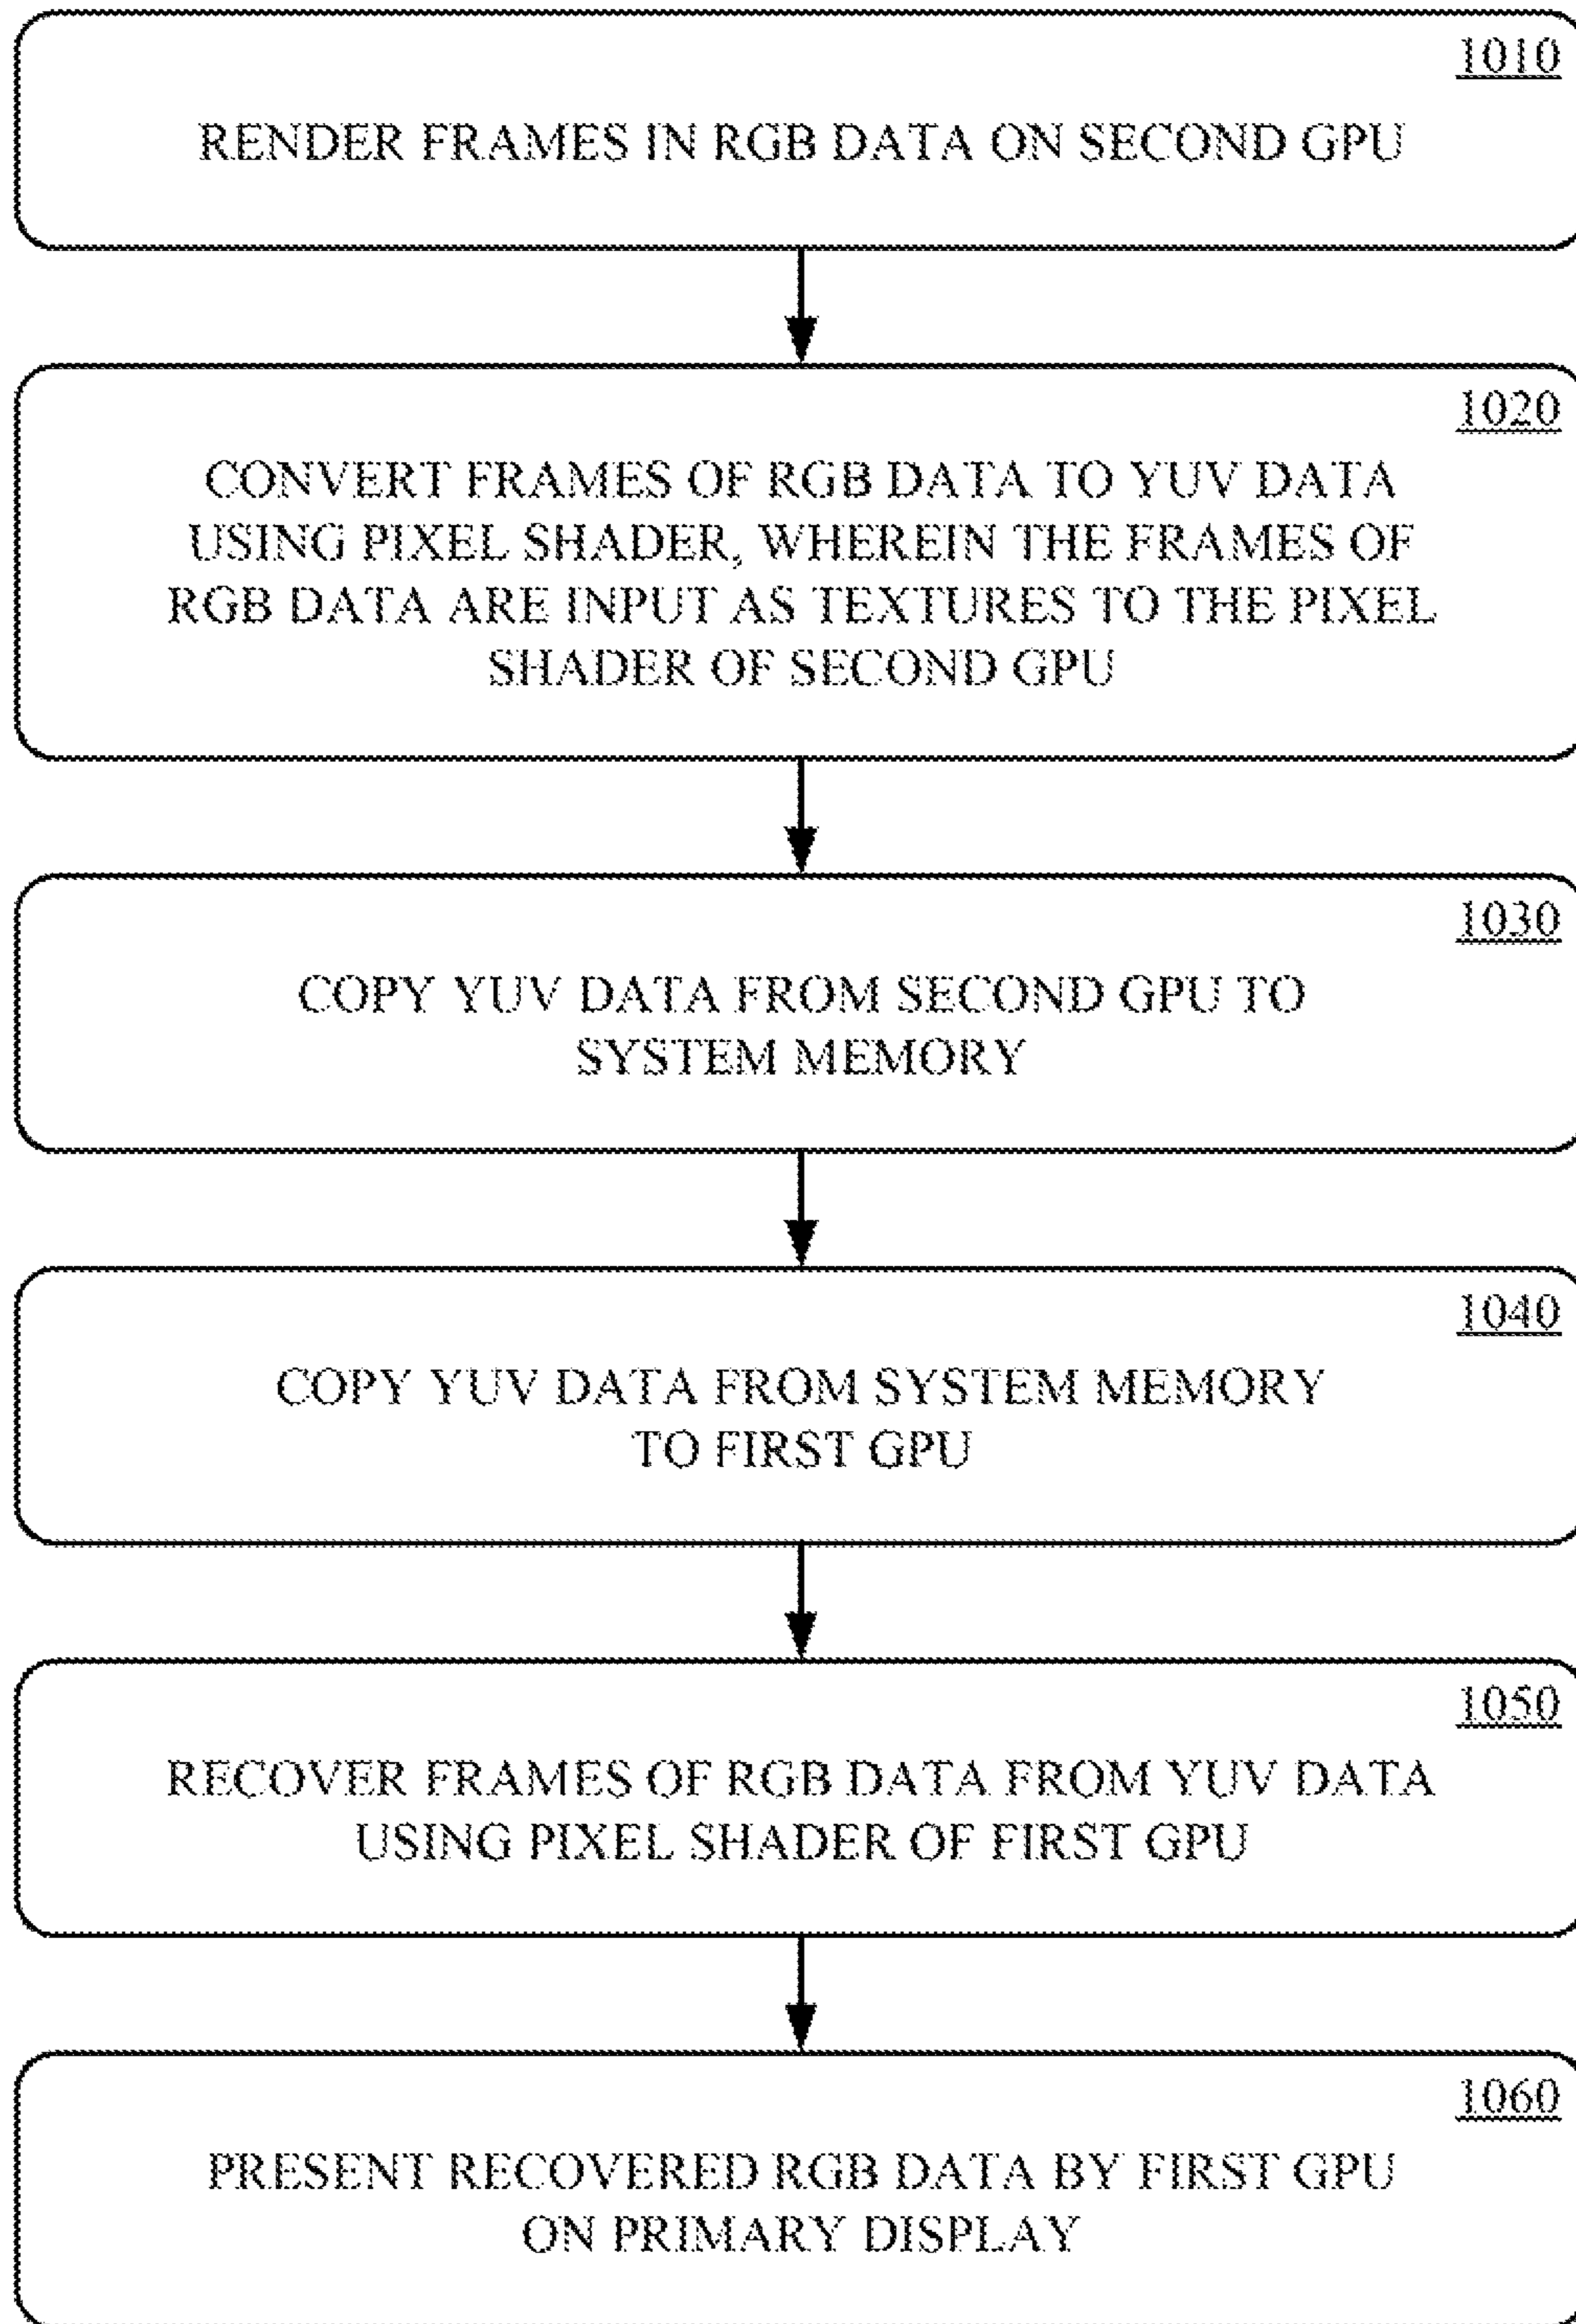 1010
RENDER FRAMES IN RGB DATA ON SECOND GPU
1020
CONVERT FRAMES OF RGB DATA TO YUV DATA
USING PIXEL SHADER, WHEREIN THE FRAMES OF
RGB DATA ARE INPUT AS TEXTURES TO THE PIXEL
SHADER OF SECOND GPU
1030
COPY YUV DATA FROM SECOND GPU TO
SYSTEM MEMORY
1040
COPY YUV DATA FROM SYSTEM MEMORY
TO FIRST GPU
1050
RECOVER FRAMES OF RGB DATA FROM YUV DATA
USING PIXEL SHADER OF FIRST GPU
1060
PRESENT RECOVERED RGB DATA BY FIRST GPU
ON PRIMARY DISPLAY